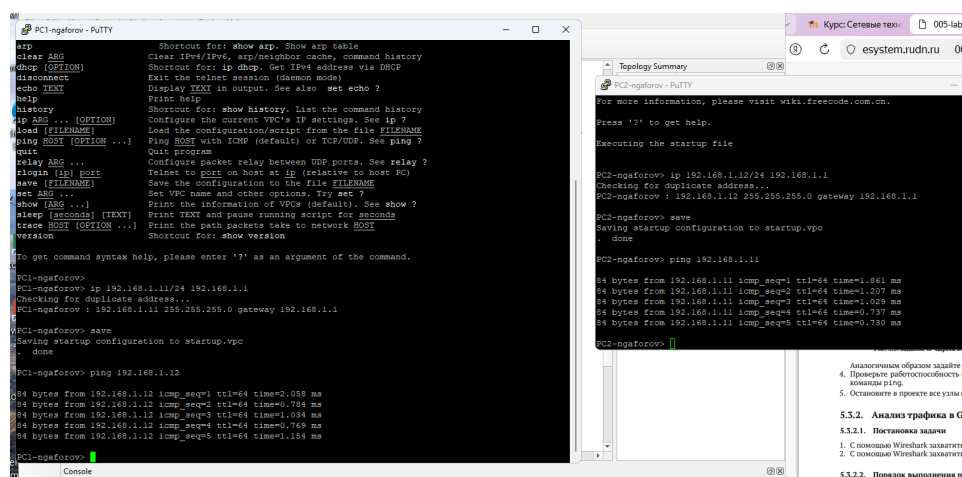 PC1-ngaforov - PuTTY
arp Shortcut for: show arp. Show arp table
clear ARG Clear IPv4/IPv6, arp/neighbor cache, command history
dhcp [OPTION] Shortcut for: ip dhcp. Get IPv4 address via DHCP
disconnect Exit the telnet session (daemon mode)
echo TEXT Display TEXT in output. See also set echo ?
help Print help
history Shortcut for: show history. List the command history
ip ARG ... [OPTION] Configure the current VPC's IP settings. See ip ?
load [FILENAME] Load the configuration/script from the file FILENAME
ping HOST [OPTION ...] Ping HOST with ICMP (default) or TCP/UDP. See ping ?
quit Quit program
relay ARG ... Configure packet relay between UDP ports. See relay ?
rlogin [ip] port Telnet to port on host at ip (relative to host PC)
save [FILENAME] Save the configuration to the file FILENAME
set ARG ... Set VPC name and other options. Try set ?
show [ARG ...] Print the information of VPCs (default). See show ?
sleep [seconds] [TEXT] Print TEXT and pause running script for seconds
trace HOST [OPTION ...] Print the path packets take to network HOST
version Shortcut for: show version
To get command syntax help, please enter '?' as an argument of the command.
PC1-ngaforov>
PC1-ngaforov> ip 192.168.1.11/24 192.168.1.1
Checking for duplicate address...
PC1-ngaforov : 192.168.1.11 255.255.255.0 gateway 192.168.1.1
PC1-ngaforov> save
Saving startup configuration to startup.vpc
. done
PC1-ngaforov> ping 192.168.1.12
84 bytes from 192.168.1.12 icmp_seq=1 ttl=64 time=2.058 ms
84 bytes from 192.168.1.12 icmp_seq=2 ttl=64 time=0.784 ms
84 bytes from 192.168.1.12 icmp_seq=3 ttl=64 time=1.034 ms
84 bytes from 192.168.1.12 icmp_seq=4 ttl=64 time=0.769 ms
84 bytes from 192.168.1.12 icmp_seq=5 ttl=64 time=1.154 ms
PC1-ngaforov>
Console
Topology Summary
Курс: Сетевые техн
005-lab
esystem.rudn.ru
PC2-ngaforov - PuTTY
For more information, please visit wiki.freecode.com.cn.
Press '?' to get help.
Executing the startup file
PC2-ngaforov> ip 192.168.1.12/24 192.168.1.1
Checking for duplicate address...
PC2-ngaforov : 192.168.1.12 255.255.255.0 gateway 192.168.1.1
PC2-ngaforov> save
Saving startup configuration to startup.vpc
. done
PC2-ngaforov> ping 192.168.1.11
84 bytes from 192.168.1.11 icmp_seq=1 ttl=64 time=1.861 ms
84 bytes from 192.168.1.11 icmp_seq=2 ttl=64 time=1.207 ms
84 bytes from 192.168.1.11 icmp_seq=3 ttl=64 time=1.029 ms
84 bytes from 192.168.1.11 icmp_seq=4 ttl=64 time=0.737 ms
84 bytes from 192.168.1.11 icmp_seq=5 ttl=64 time=0.730 ms
PC2-ngaforov>
Аналогичным образом задайте
4. Проверьте работоспособность
команды ping.
5. Остановите в проекте все узлы
5.3.2. Анализ трафика в G
5.3.2.1. Постановка задачи
1. С помощью Wireshark захватить
2. С помощью Wireshark захватить
5.3.2.2. Порядок выполнения р